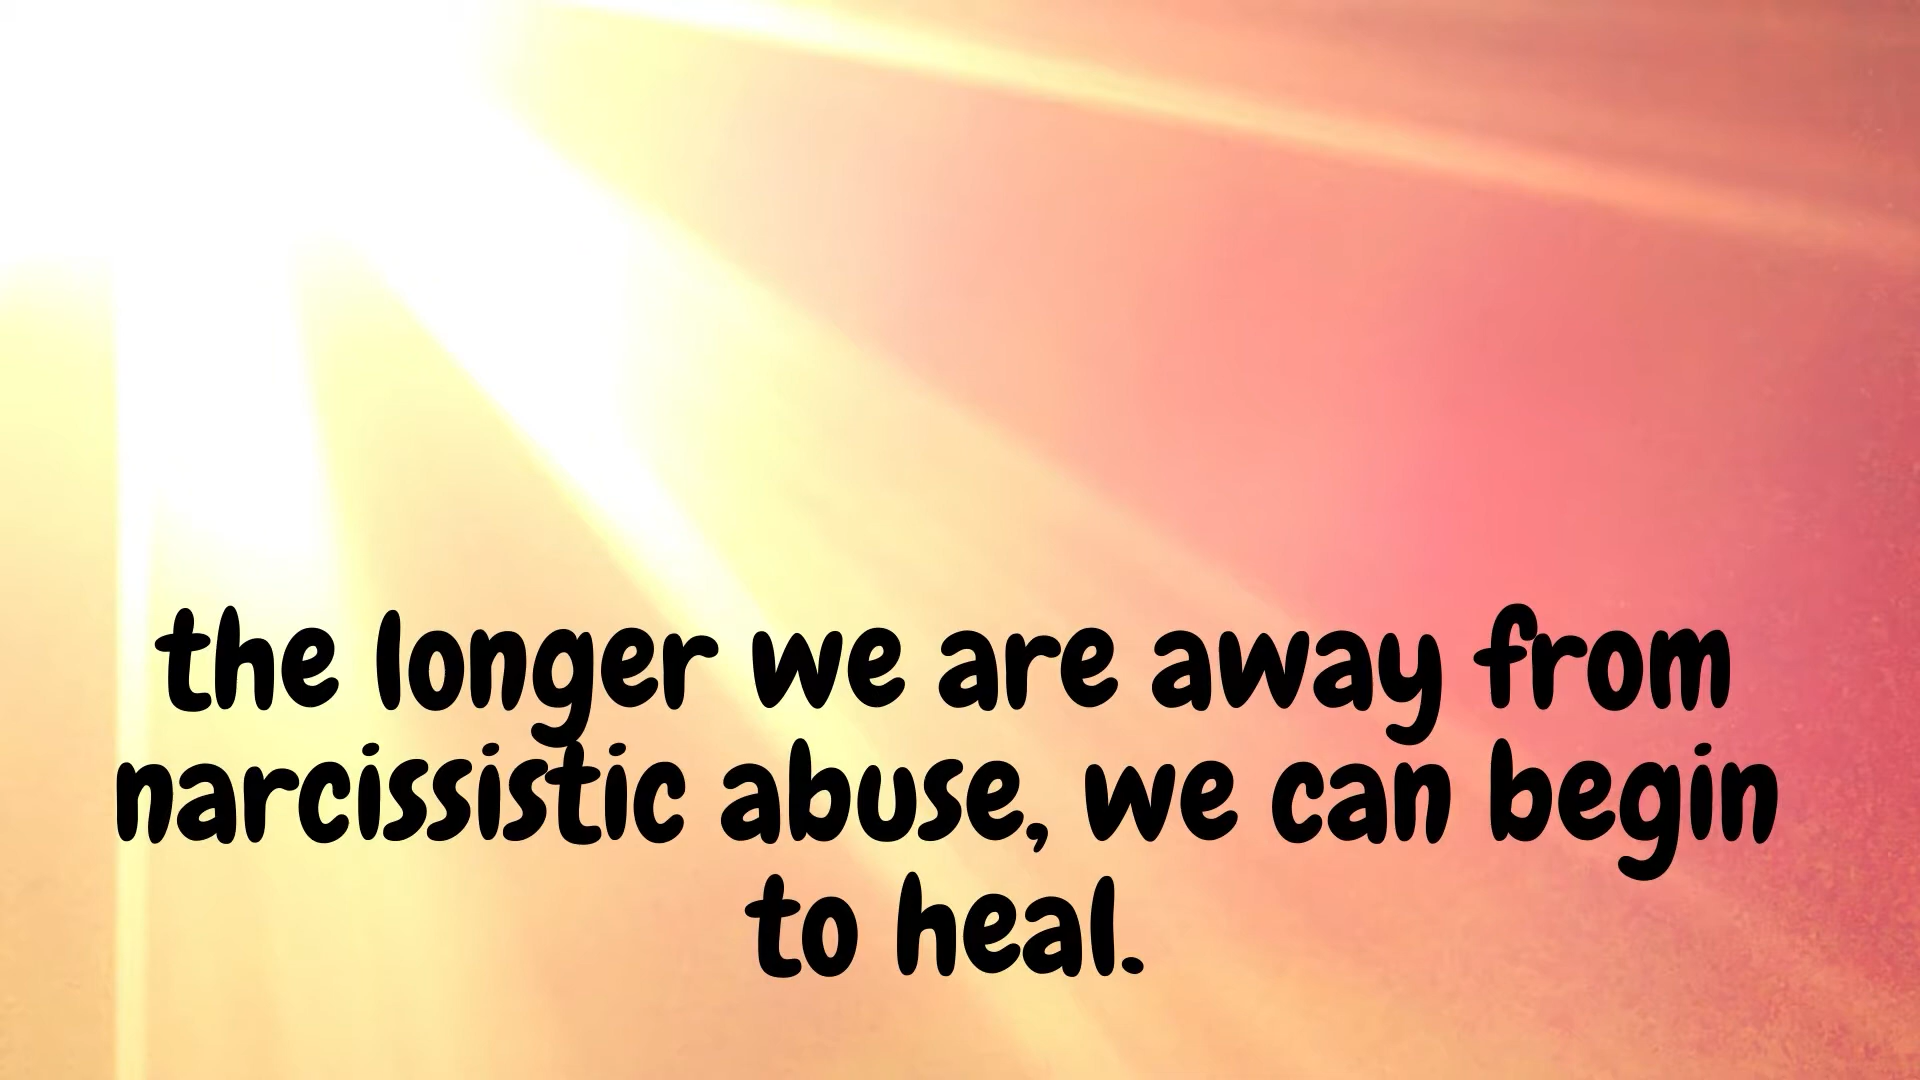 the longer we are away from
narcissistic abuse, we can begin
to heal.